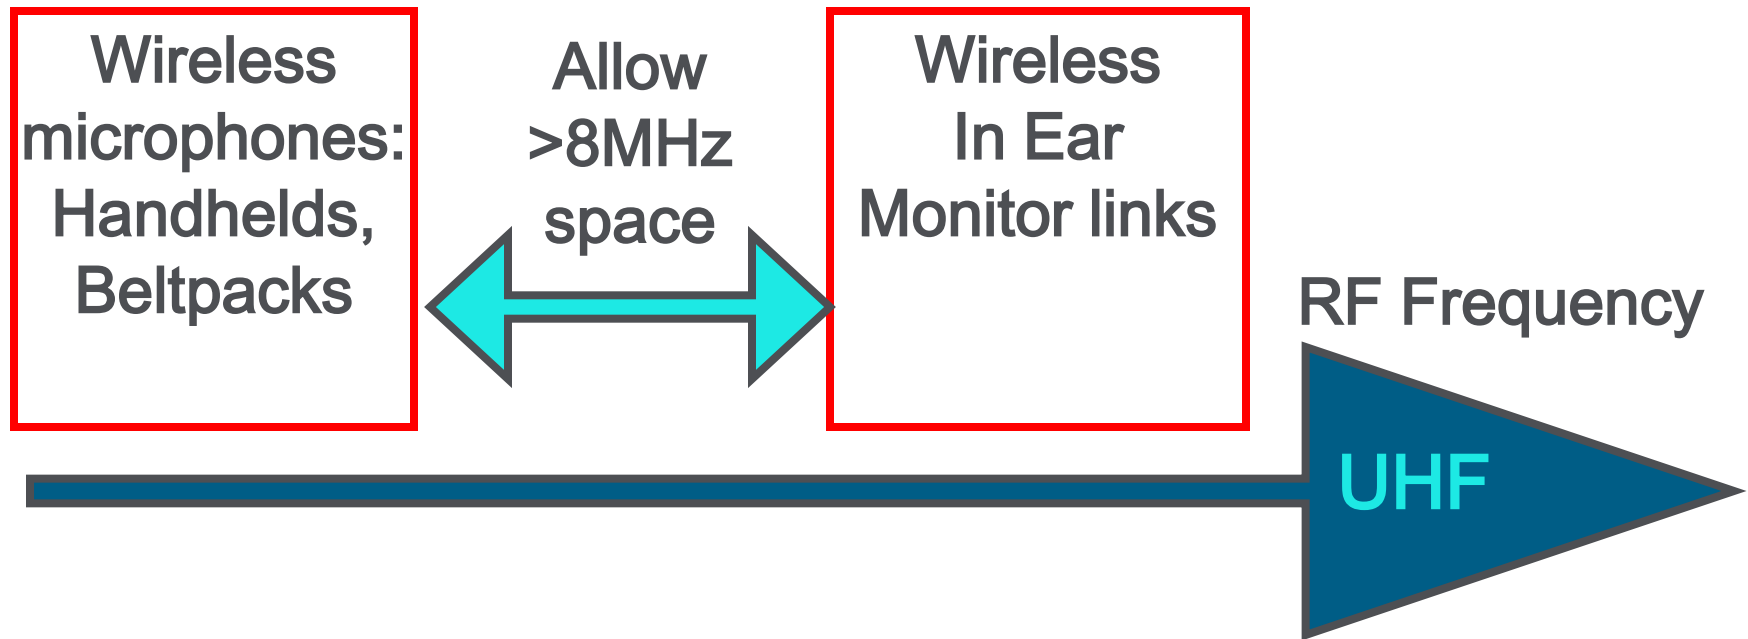 Wireless
microphones:
Handhelds,
Beltpacks
Allow
>8MHz
space
Wireless
In Ear
Monitor links
RF Frequency
UHF